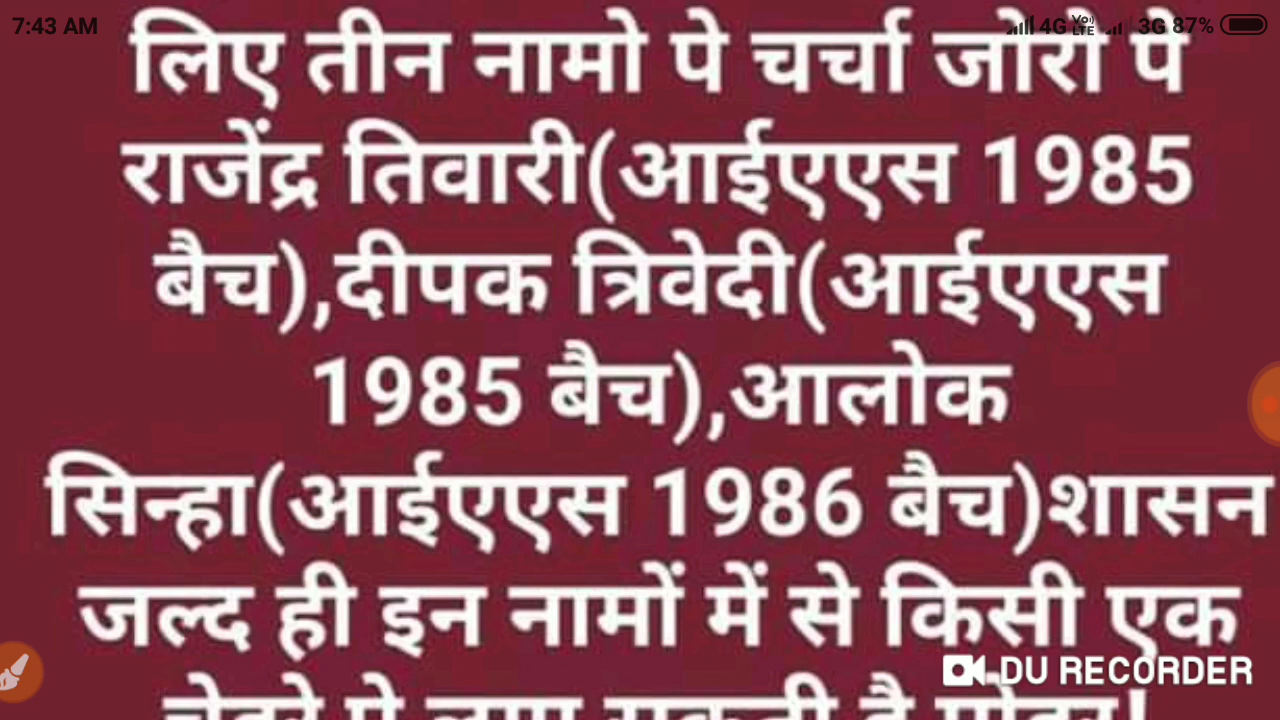 7:43 AM 4G VoLTE 3G 87%
लिए तीन नामो पे चर्चा जोरो पे
राजेंद्र तिवारी(आईएएस 1985
बैच),दीपक त्रिवेदी(आईएएस
1985 बैच),आलोक
सिन्हा(आईएएस 1986 बैच)शासन
जल्द ही इन नामों में से किसी एक
DU RECORDER